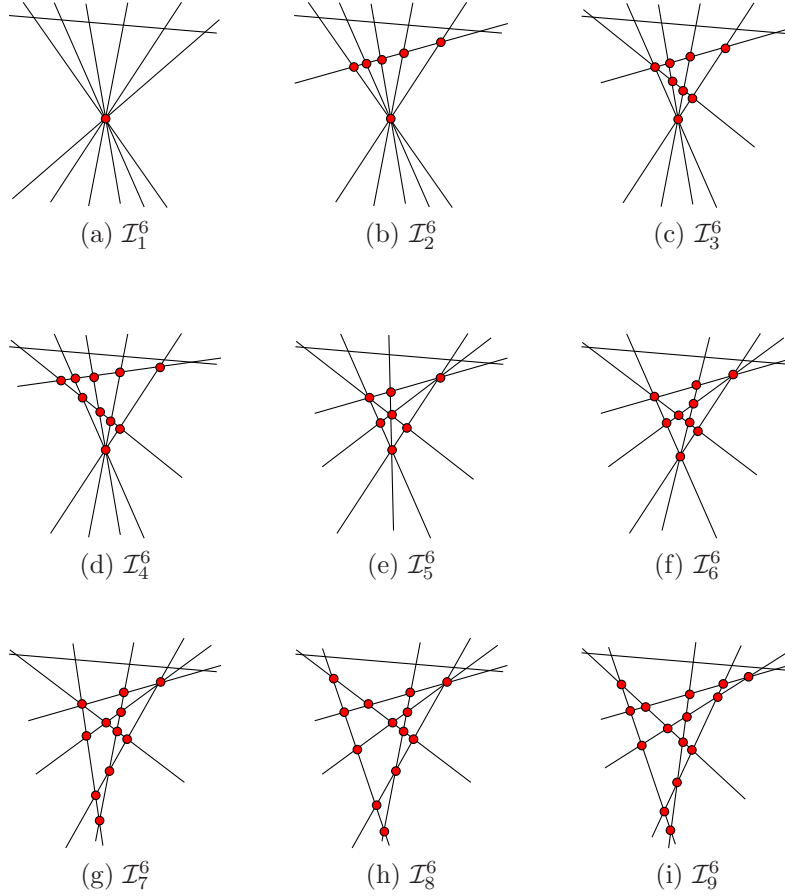 (a) $\mathcal{I}_1^6$ (b) $\mathcal{I}_2^6$ (c) $\mathcal{I}_3^6$
(d) $\mathcal{I}_4^6$ (e) $\mathcal{I}_5^6$ (f) $\mathcal{I}_6^6$
(g) $\mathcal{I}_7^6$ (h) $\mathcal{I}_8^6$ (i) $\mathcal{I}_9^6$